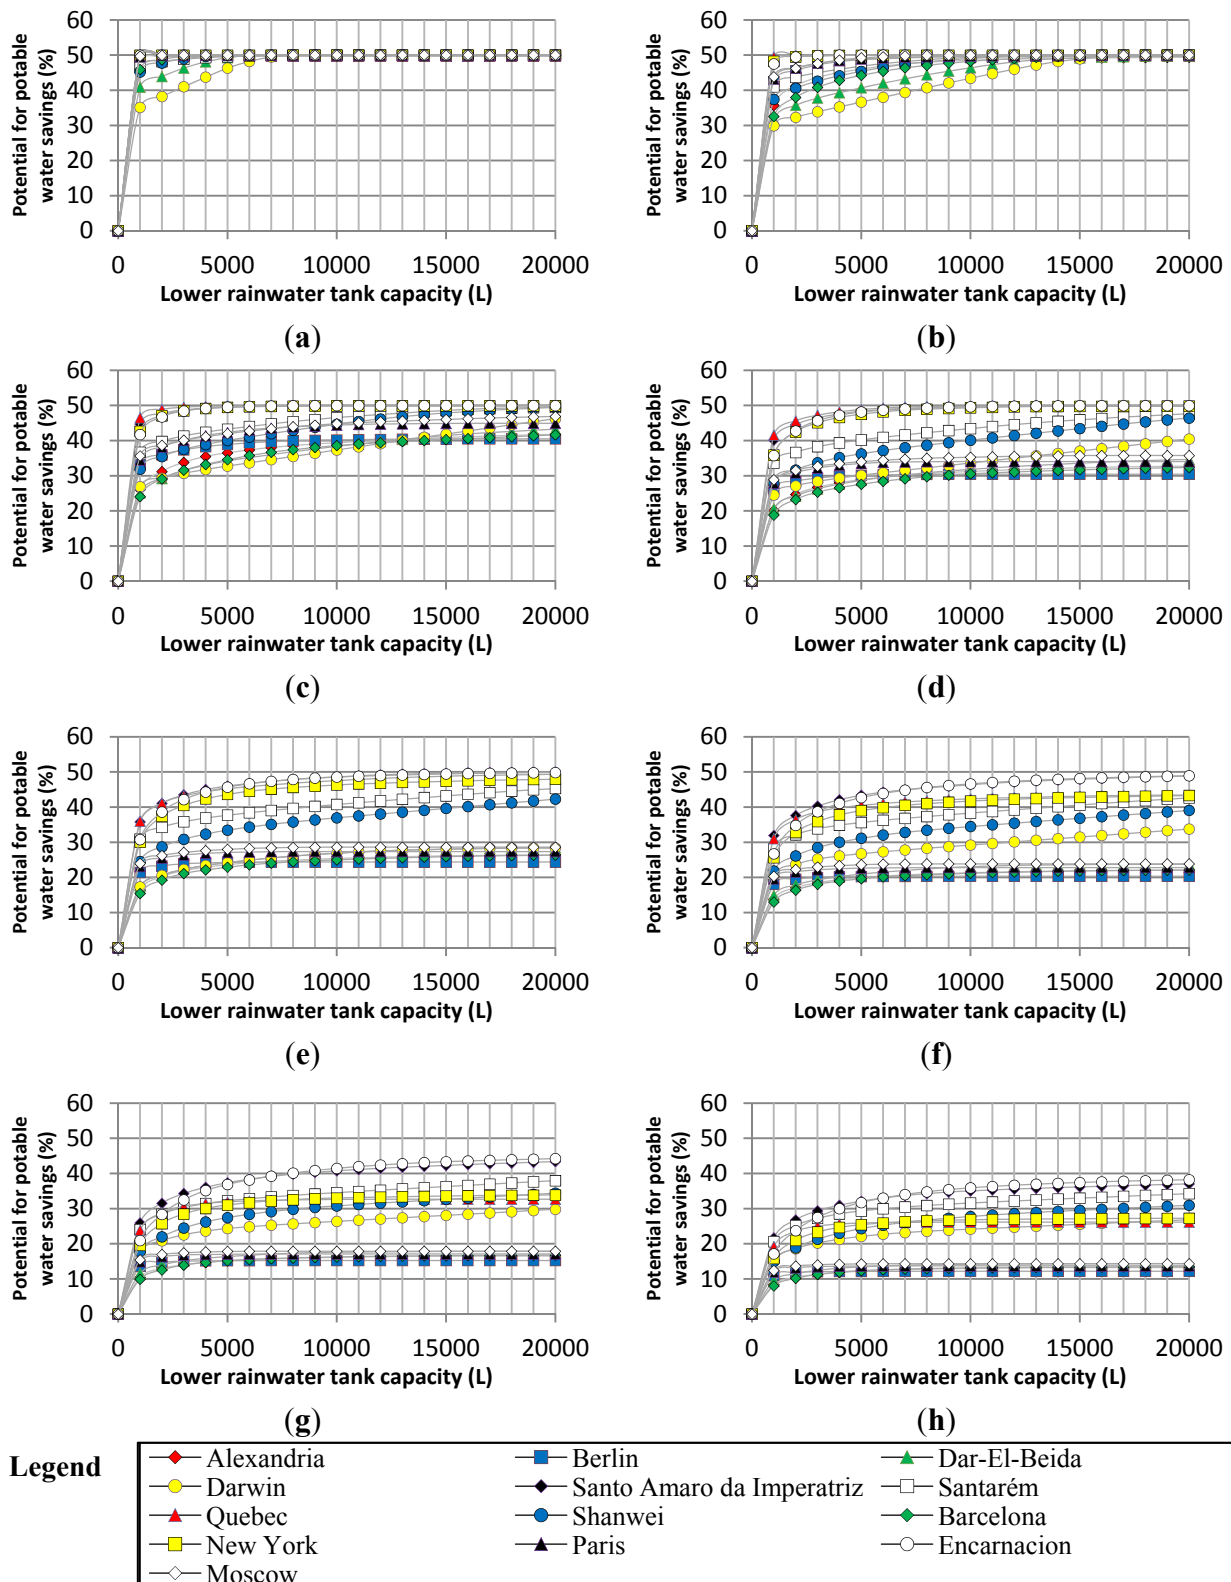 60
50
40
30
20
10
0
Potential for potable
water savings (%)
0 5000 10000 15000 20000
Lower rainwater tank capacity (L)
(a)
60
50
40
30
20
10
0
Potential for potable
water savings (%)
0 5000 10000 15000 20000
Lower rainwater tank capacity (L)
(b)
60
50
40
30
20
10
0
Potential for potable
water savings (%)
0 5000 10000 15000 20000
Lower rainwater tank capacity (L)
(c)
60
50
40
30
20
10
0
Potential for potable
water savings (%)
0 5000 10000 15000 20000
Lower rainwater tank capacity (L)
(d)
60
50
40
30
20
10
0
Potential for potable
water savings (%)
0 5000 10000 15000 20000
Lower rainwater tank capacity (L)
(e)
60
50
40
30
20
10
0
Potential for potable
water savings (%)
0 5000 10000 15000 20000
Lower rainwater tank capacity (L)
(f)
60
50
40
30
20
10
0
Potential for potable
water savings (%)
0 5000 10000 15000 20000
Lower rainwater tank capacity (L)
(g)
60
50
40
30
20
10
0
Potential for potable
water savings (%)
0 5000 10000 15000 20000
Lower rainwater tank capacity (L)
(h)
Legend
Alexandria Berlin Dar-El-Beida
Darwin Santo Amaro da Imperatriz Santarém
Quebec Shanwei Barcelona
New York Paris Encarnacion
Moscow